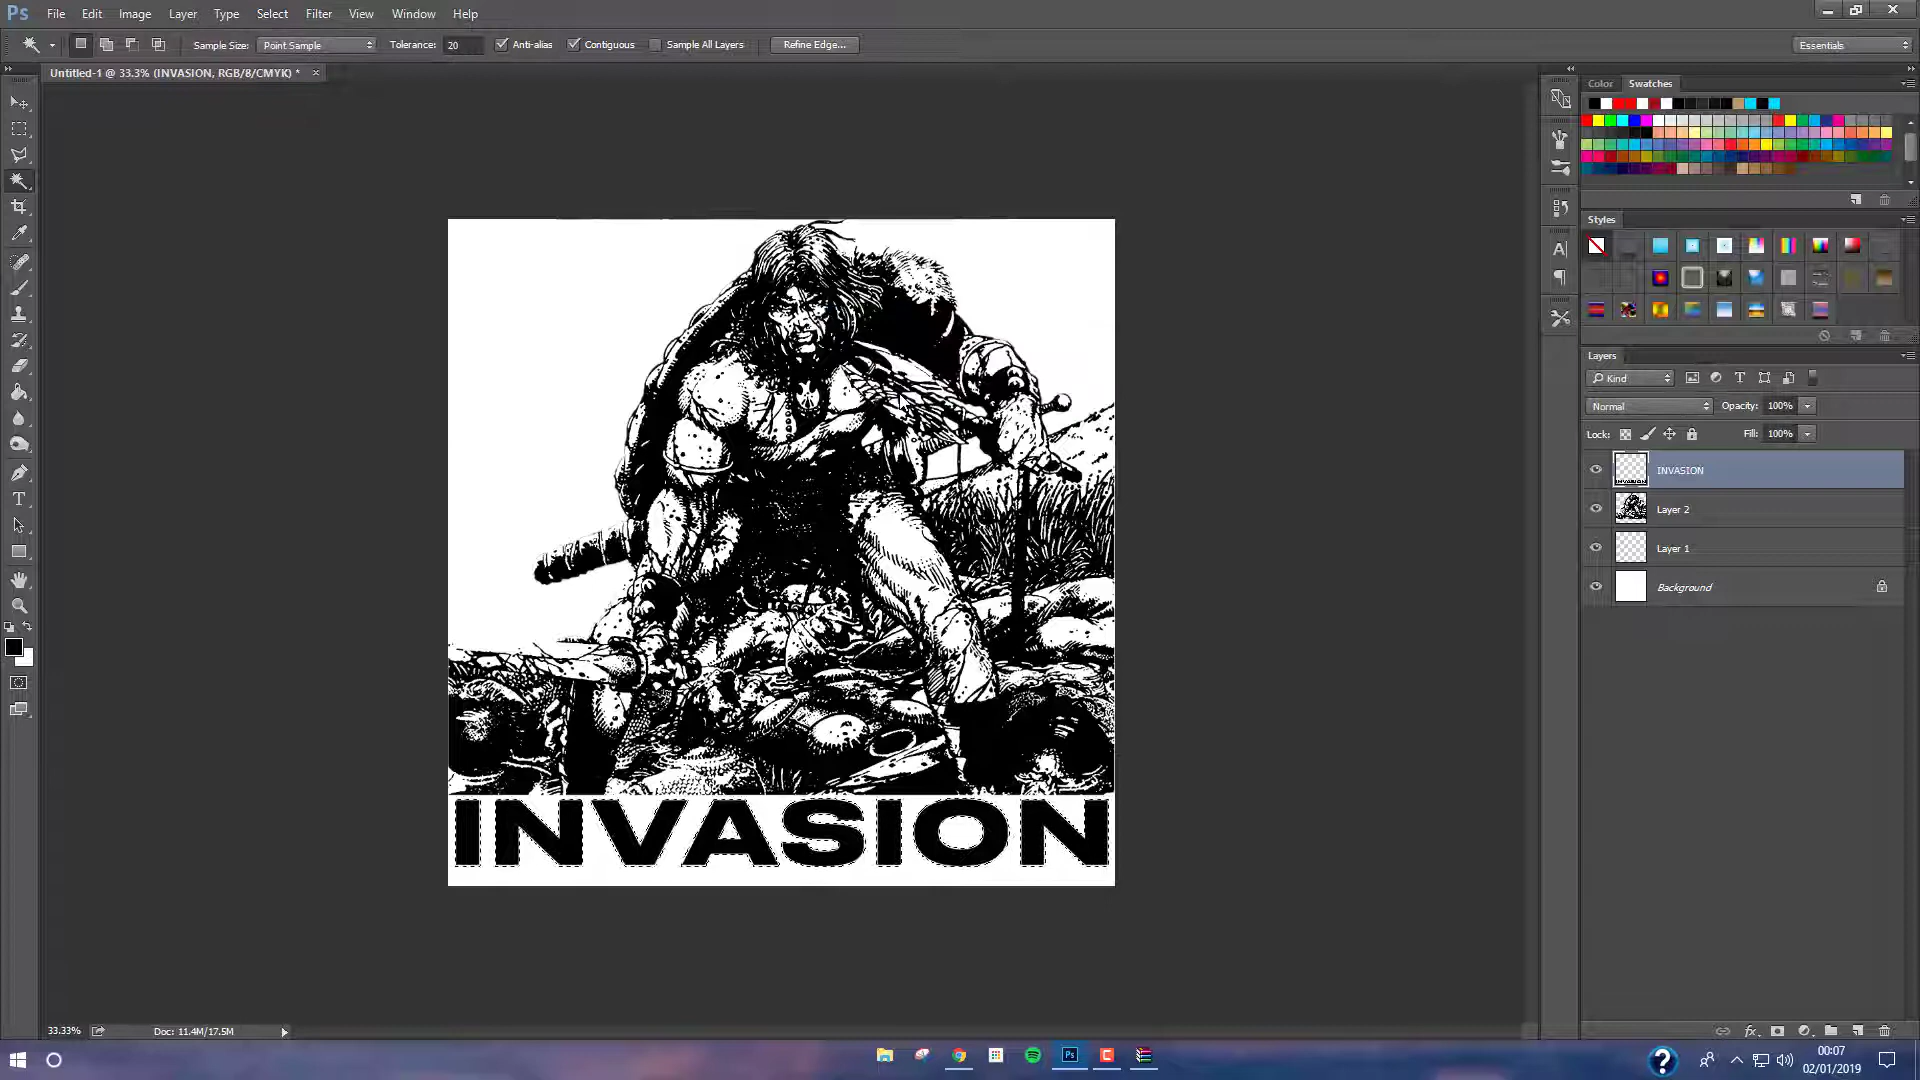 Ps File Edit Image Layer Type Select Filter View Window Help
Sample Size: Point Sample Tolerance: 20 Anti-alias Contiguous Sample All Layers Refine Edge... Essentials
Untitled-1 @ 33.3% (INVASION, RGB/8/CMYK) * ×
Color Swatches
Styles
Layers
Kind
Normal Opacity: 100%
Lock: Fill: 100%
INVASION
Layer 2
Layer 1
Background
INVASION
33.33% Doc: 11.4M/17.5M
fx
Ps
00:07
02/01/2019